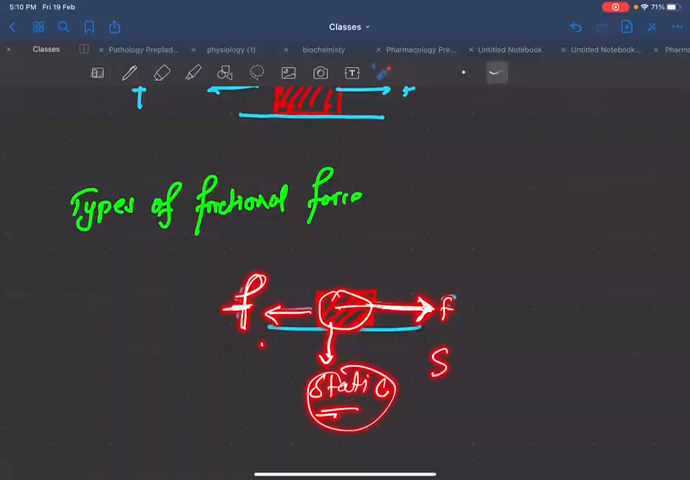 5:10 PM Fri 19 Feb
71%
Classes
Classes
Pathology Preplad...
physiology (1)
biochemisty
Pharmacology Pre...
Untitled Notebook
Untitled Notebook...
Pharma
T
T
Types of frictional force
f
F
S
Static